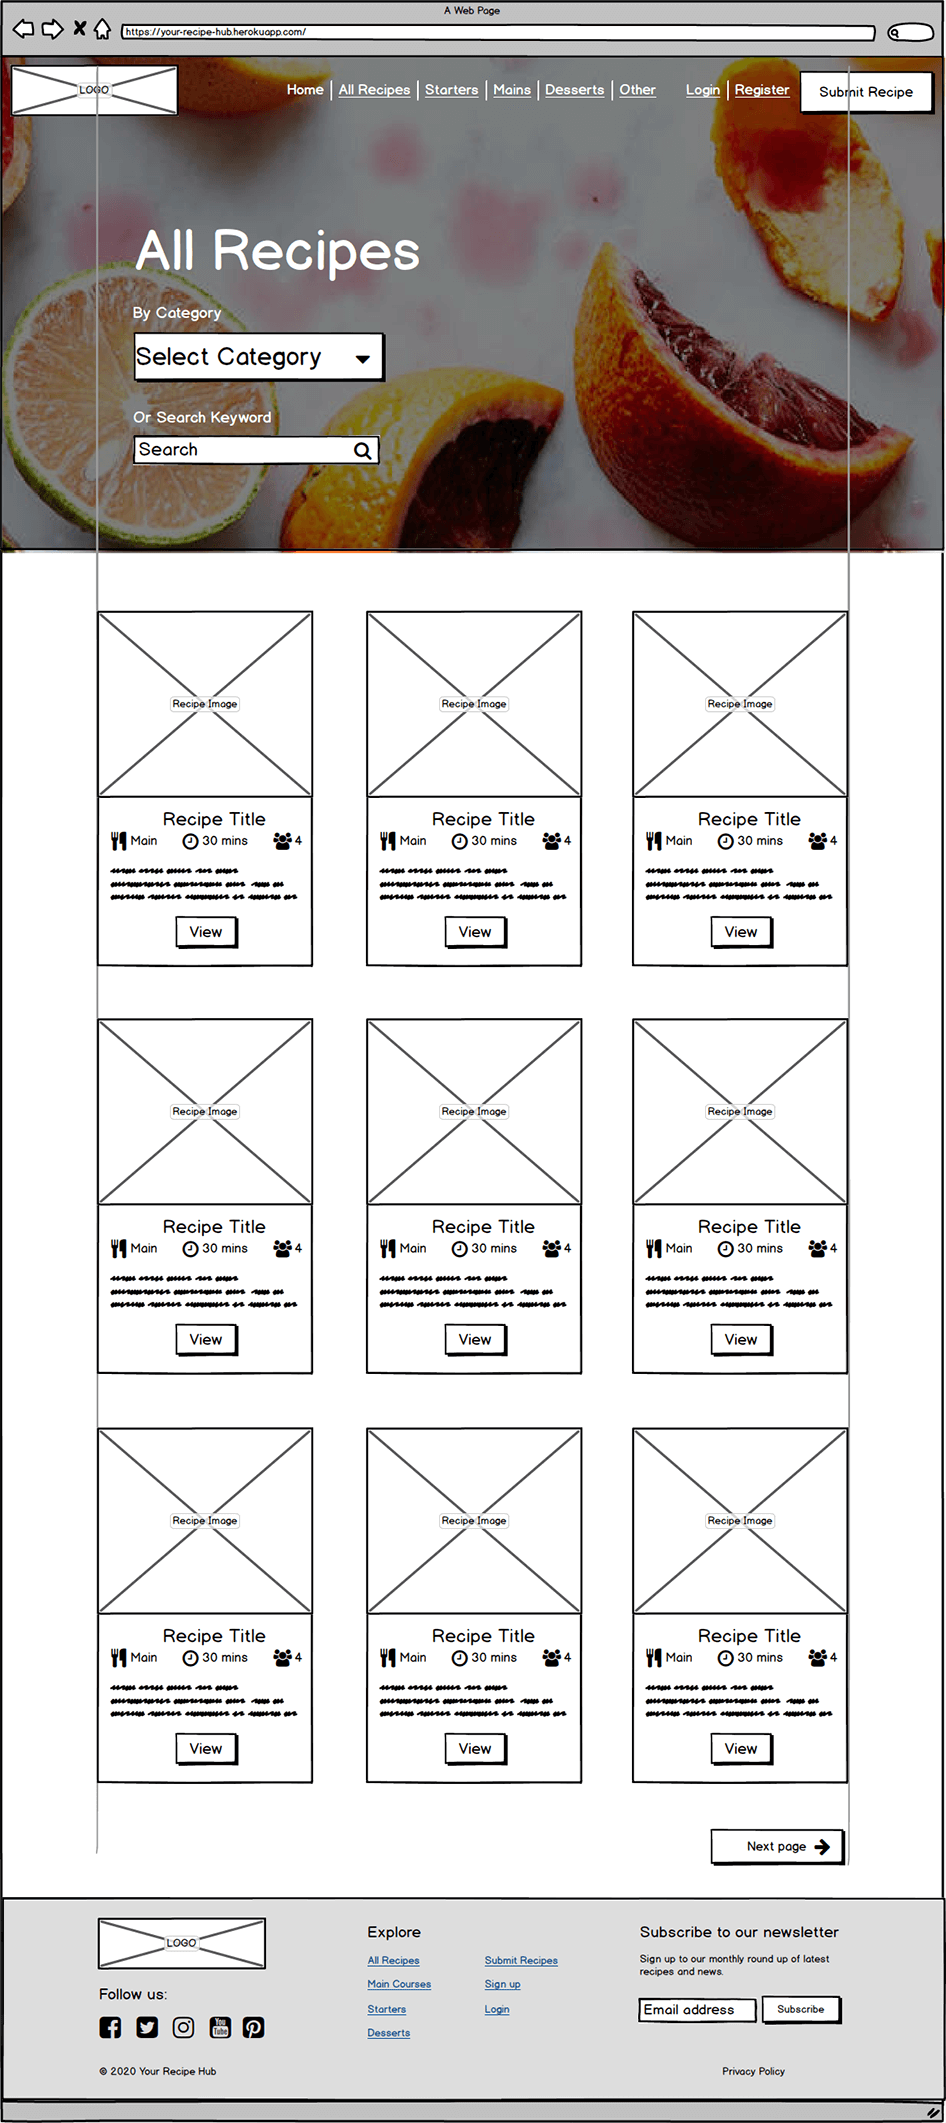 A Web Page
https://your-recipe-hub.herokuapp.com/
LOGO
Home All Recipes Starters Mains Desserts Other Login Register Submit Recipe
All Recipes
By Category
Select Category
Or Search Keyword
Search
Recipe Image Recipe Image Recipe Image
Recipe Title Recipe Title Recipe Title
Main 30 mins 4 Main 30 mins 4 Main 30 mins 4
View View View
Recipe Image Recipe Image Recipe Image
Recipe Title Recipe Title Recipe Title
Main 30 mins 4 Main 30 mins 4 Main 30 mins 4
View View View
Recipe Image Recipe Image Recipe Image
Recipe Title Recipe Title Recipe Title
Main 30 mins 4 Main 30 mins 4 Main 30 mins 4
View View View
Next page
LOGO
Follow us:
You Tube
Explore
All Recipes Submit Recipes
Main Courses Sign up
Starters Login
Desserts
Subscribe to our newsletter
Sign up to our monthly round up of latest
recipes and news.
Email address Subscribe
© 2020 Your Recipe Hub
Privacy Policy